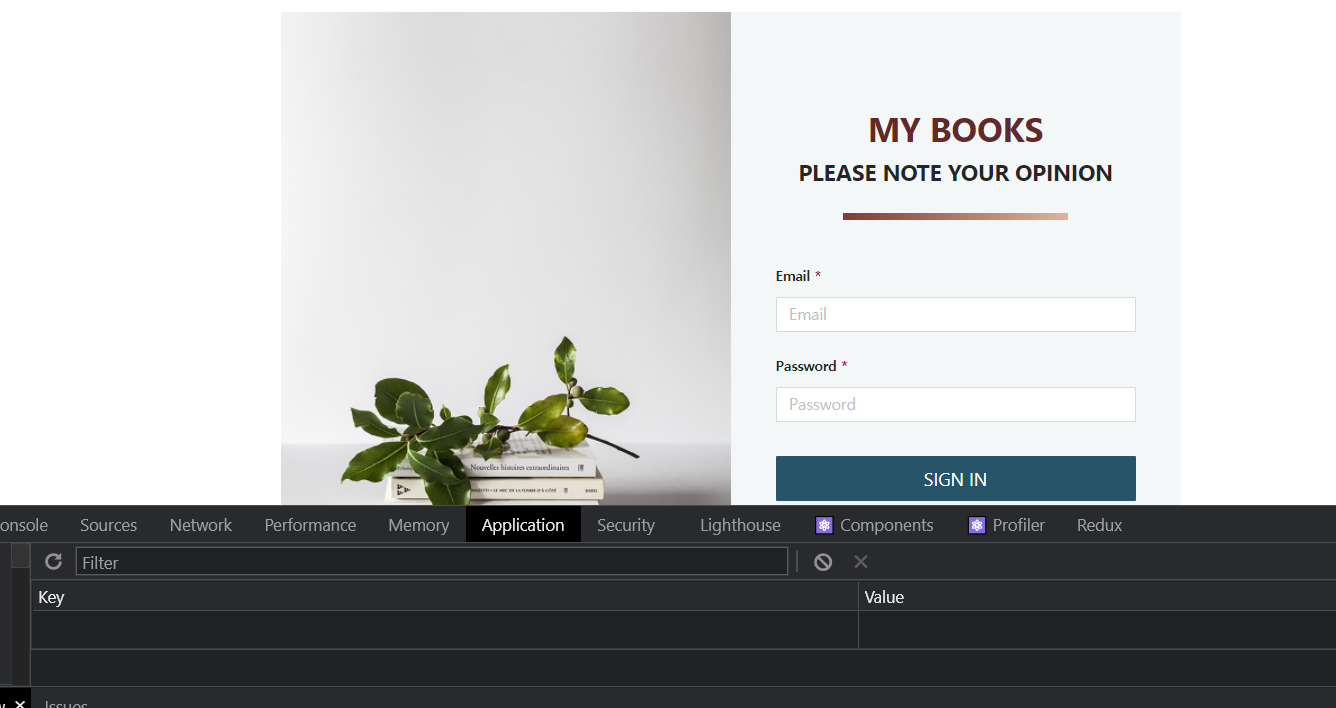 MY BOOKS
PLEASE NOTE YOUR OPINION
Email *
Email
Password *
Password
SIGN IN
Nouvelles histoires extraordinaires
onsole Sources Network Performance Memory Application Security Lighthouse Components Profiler Redux
Filter
Key Value
Issues